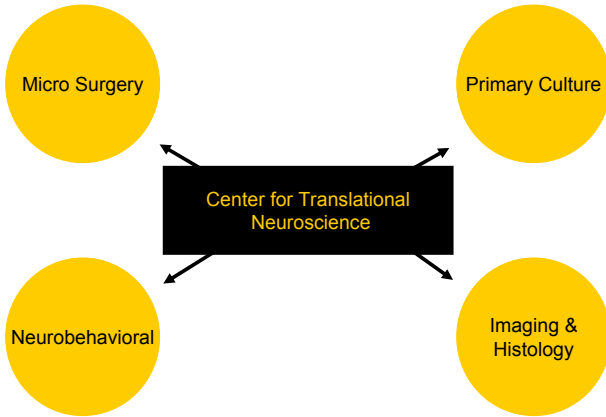 Micro Surgery
Primary Culture
Center for Translational
Neuroscience
Neurobehavioral
Imaging &
Histology